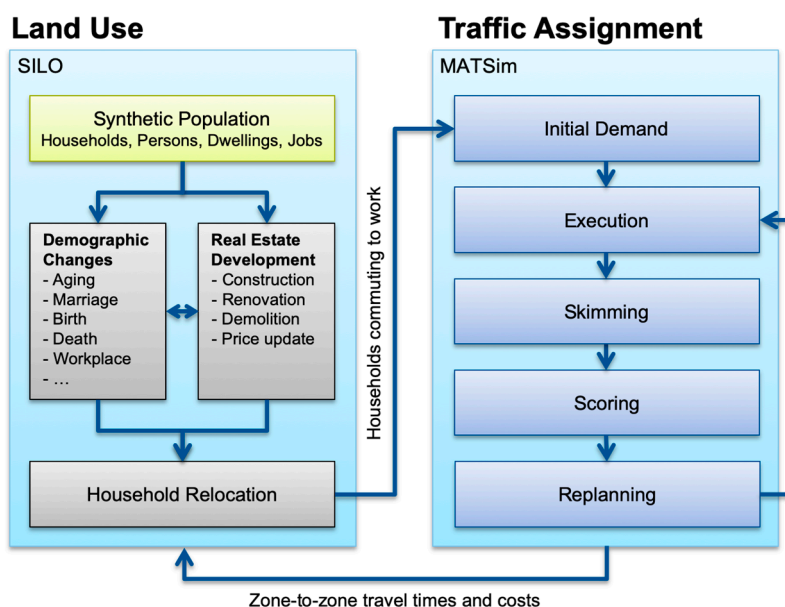 Land Use
SILO
Synthetic Population
Households, Persons, Dwellings, Jobs
Demographic
Changes
- Aging
- Marriage
- Birth
- Death
- Workplace
- ...
Real Estate
Development
- Construction
- Renovation
- Demolition
- Price update
Household Relocation
Households commuting to work
Traffic Assignment
MATSim
Initial Demand
Execution
Skimming
Scoring
Replanning
Zone-to-zone travel times and costs